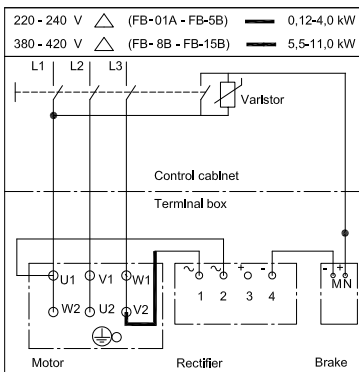 220 - 240 V △ (FB-01A - FB-5B) 0,12-4,0 kW
380 - 420 V △ (FB- 8B - FB-15B) 5,5-11,0 kW
L1 L2 L3
Varistor
Control cabinet
Terminal box
U1 V1 W1
W2 U2 V2
~ ~ + -
1 2 3 4
- +
M N
Motor Rectifier Brake